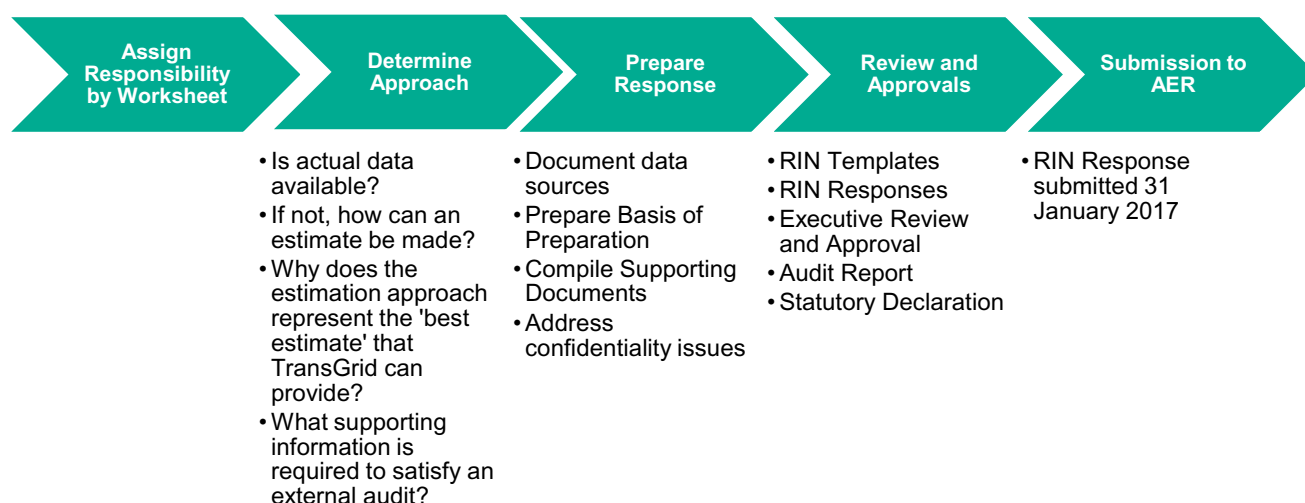 Assign
Responsibility
by Worksheet
Determine
Approach
Prepare
Response
Review and
Approvals
Submission to
AER
• Is actual data
available?
• If not, how can an
estimate be made?
• Why does the
estimation approach
represent the 'best
estimate' that
TransGrid can
provide?
• What supporting
information is
required to satisfy an
external audit?
• Document data
sources
• Prepare Basis of
Preparation
• Compile Supporting
Documents
• Address
confidentiality issues
• RIN Templates
• RIN Responses
• Executive Review
and Approval
• Audit Report
• Statutory Declaration
• RIN Response
submitted 31
January 2017